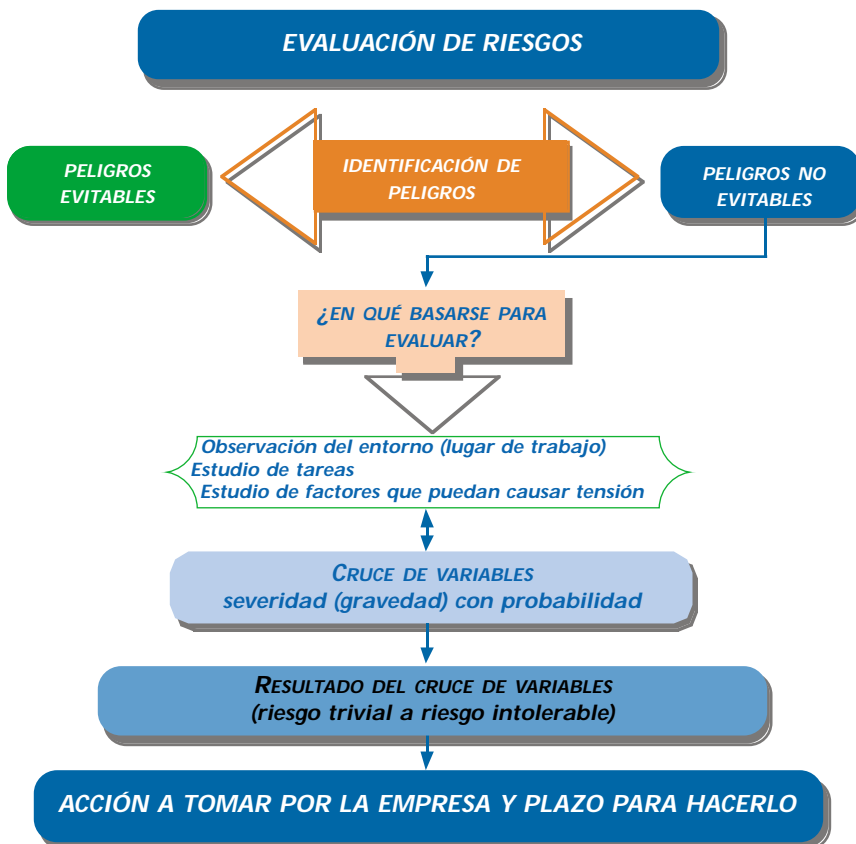 EVALUACIÓN DE RIESGOS
PELIGROS
EVITABLES
IDENTIFICACIÓN DE
PELIGROS
PELIGROS NO
EVITABLES
¿EN QUÉ BASARSE PARA
EVALUAR?
Observación del entorno (lugar de trabajo)
Estudio de tareas
Estudio de factores que puedan causar tensión
CRUCE DE VARIABLES
severidad (gravedad) con probabilidad
RESULTADO DEL CRUCE DE VARIABLES
(riesgo trivial a riesgo intolerable)
ACCIÓN A TOMAR POR LA EMPRESA Y PLAZO PARA HACERLO